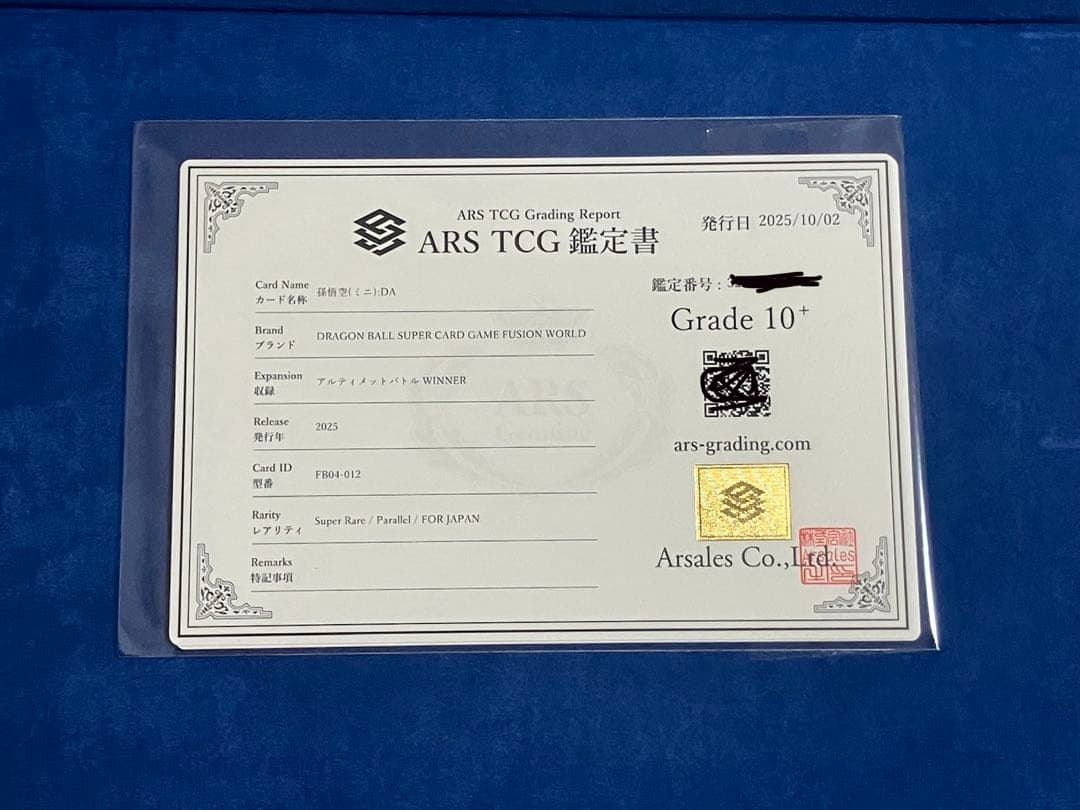 ARS TCG Grading Report
ARS TCG 鑑定書
発行日 2025/10/02
Card Name
カード名称
孫悟空(ミニ):DA
Brand
ブランド
DRAGON BALL SUPER CARD GAME FUSION WORLD
Expansion
収録
アルティメットバトル WINNER
Release
発行年
2025
Card ID
型番
FB04-012
Rarity
レアリティ
Super Rare / Parallel / FOR JAPAN
Remarks
特記事項
ARS
Genuine
鑑定番号 :
Grade 10+
ars-grading.com
Arsales Co.,Ltd.
Arsales